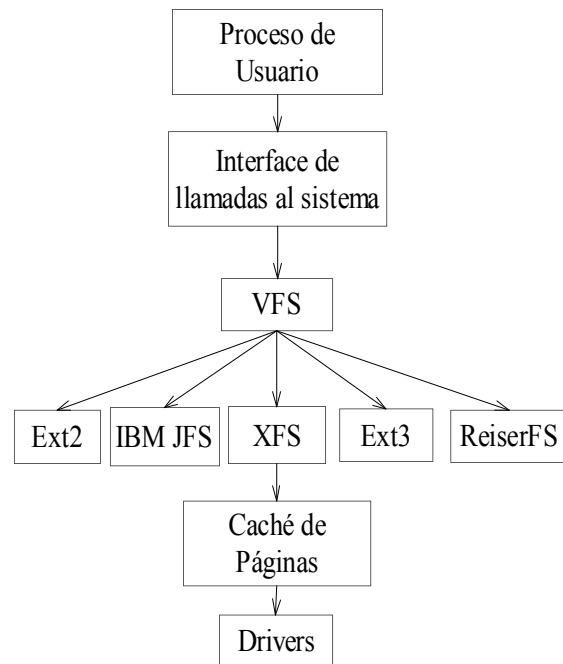 Proceso de
Usuario
Interface de
llamadas al sistema
VFS
Ext2
IBM JFS
XFS
Ext3
ReiserFS
Caché de
Páginas
Drivers